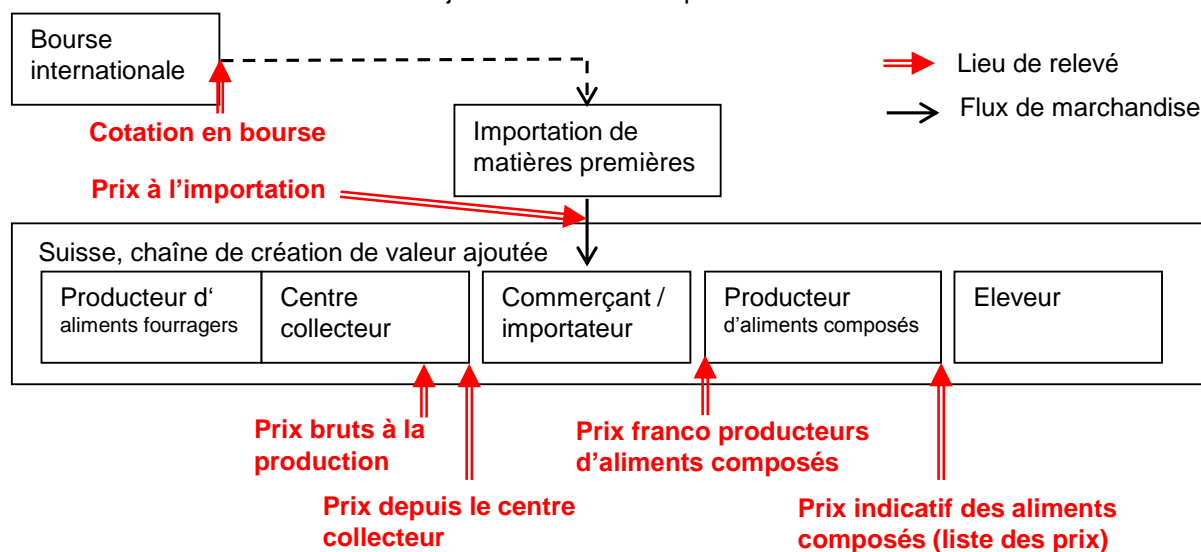 Bourse
internationale
Lieu de relevé
Flux de marchandise
Cotation en bourse
Importation de
matières premières
Prix à l'importation
Suisse, chaîne de création de valeur ajoutée
Producteur d‘
aliments fourragers
Centre
collecteur
Commerçant /
importateur
Producteur
d'aliments composés
Eleveur
Prix bruts à la
production
Prix franco producteurs
d'aliments composés
Prix depuis le centre
collecteur
Prix indicatif des aliments
composés (liste des prix)